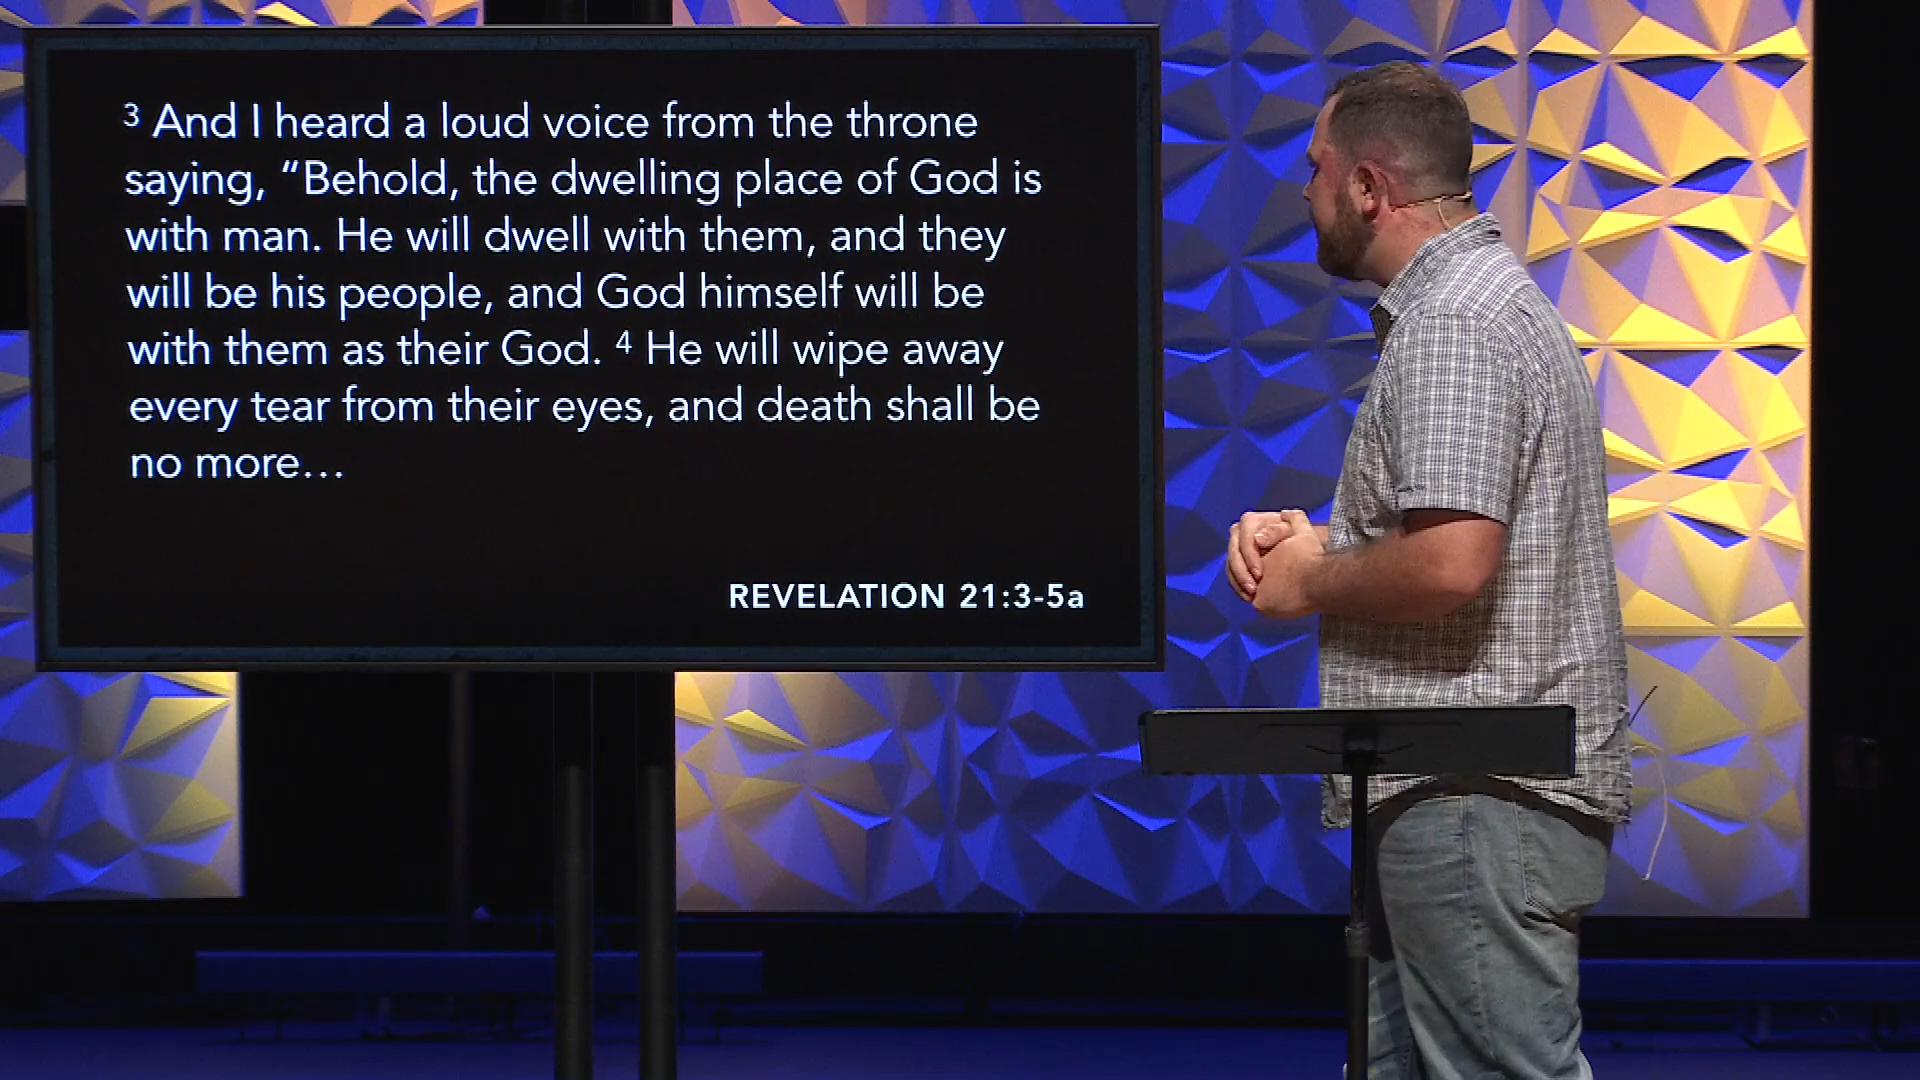 ³ And I heard a loud voice from the throne
saying, “Behold, the dwelling place of God is
with man. He will dwell with them, and they
will be his people, and God himself will be
with them as their God. ⁴ He will wipe away
every tear from their eyes, and death shall be
no more…
REVELATION 21:3-5a